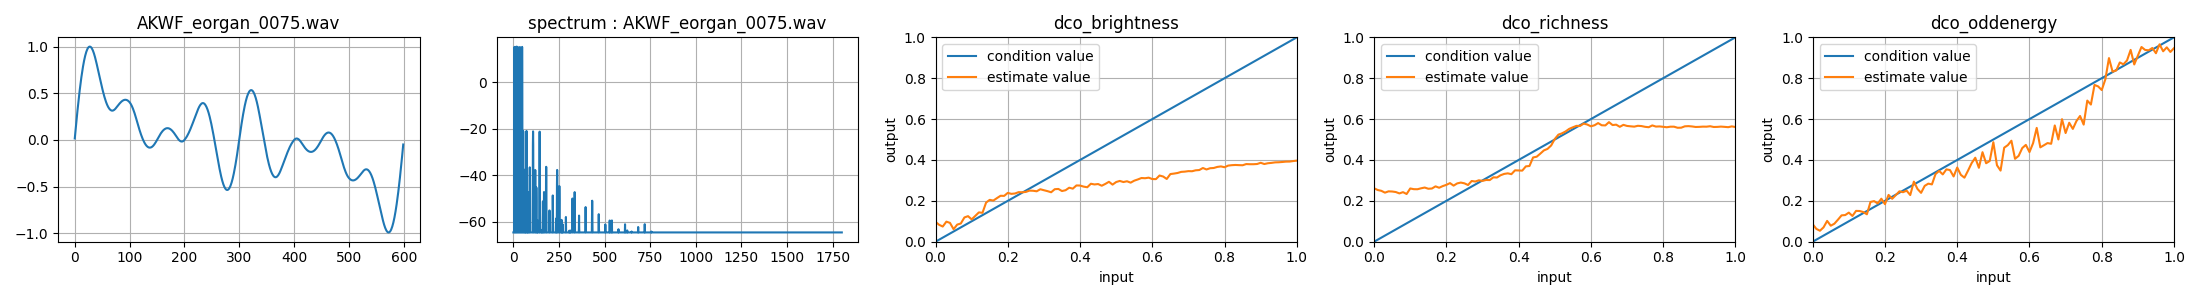 AKWF_eorgan_0075.wav
1.0
0.5
0.0
−0.5
−1.0
0 100 200 300 400 500 600
spectrum : AKWF_eorgan_0075.wav
0
−20
−40
−60
0 250 500 750 1000 1250 1500 1750
dco_brightness
condition value
estimate value
output
1.0
0.8
0.6
0.4
0.2
0.0
0.0 0.2 0.4 0.6 0.8 1.0
input
dco_richness
condition value
estimate value
output
1.0
0.8
0.6
0.4
0.2
0.0
0.0 0.2 0.4 0.6 0.8 1.0
input
dco_oddenergy
condition value
estimate value
output
1.0
0.8
0.6
0.4
0.2
0.0
0.0 0.2 0.4 0.6 0.8 1.0
input